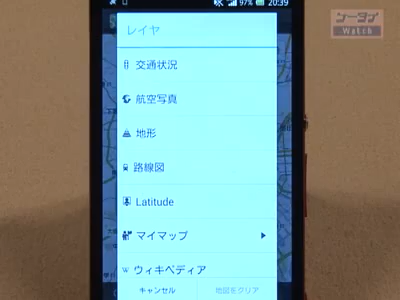 97% 20:39
ケータイ
Watch
レイヤ
交通状況
航空写真
地形
路線図
Latitude
マイマップ
W ウィキペディア
キャンセル
地図をクリア